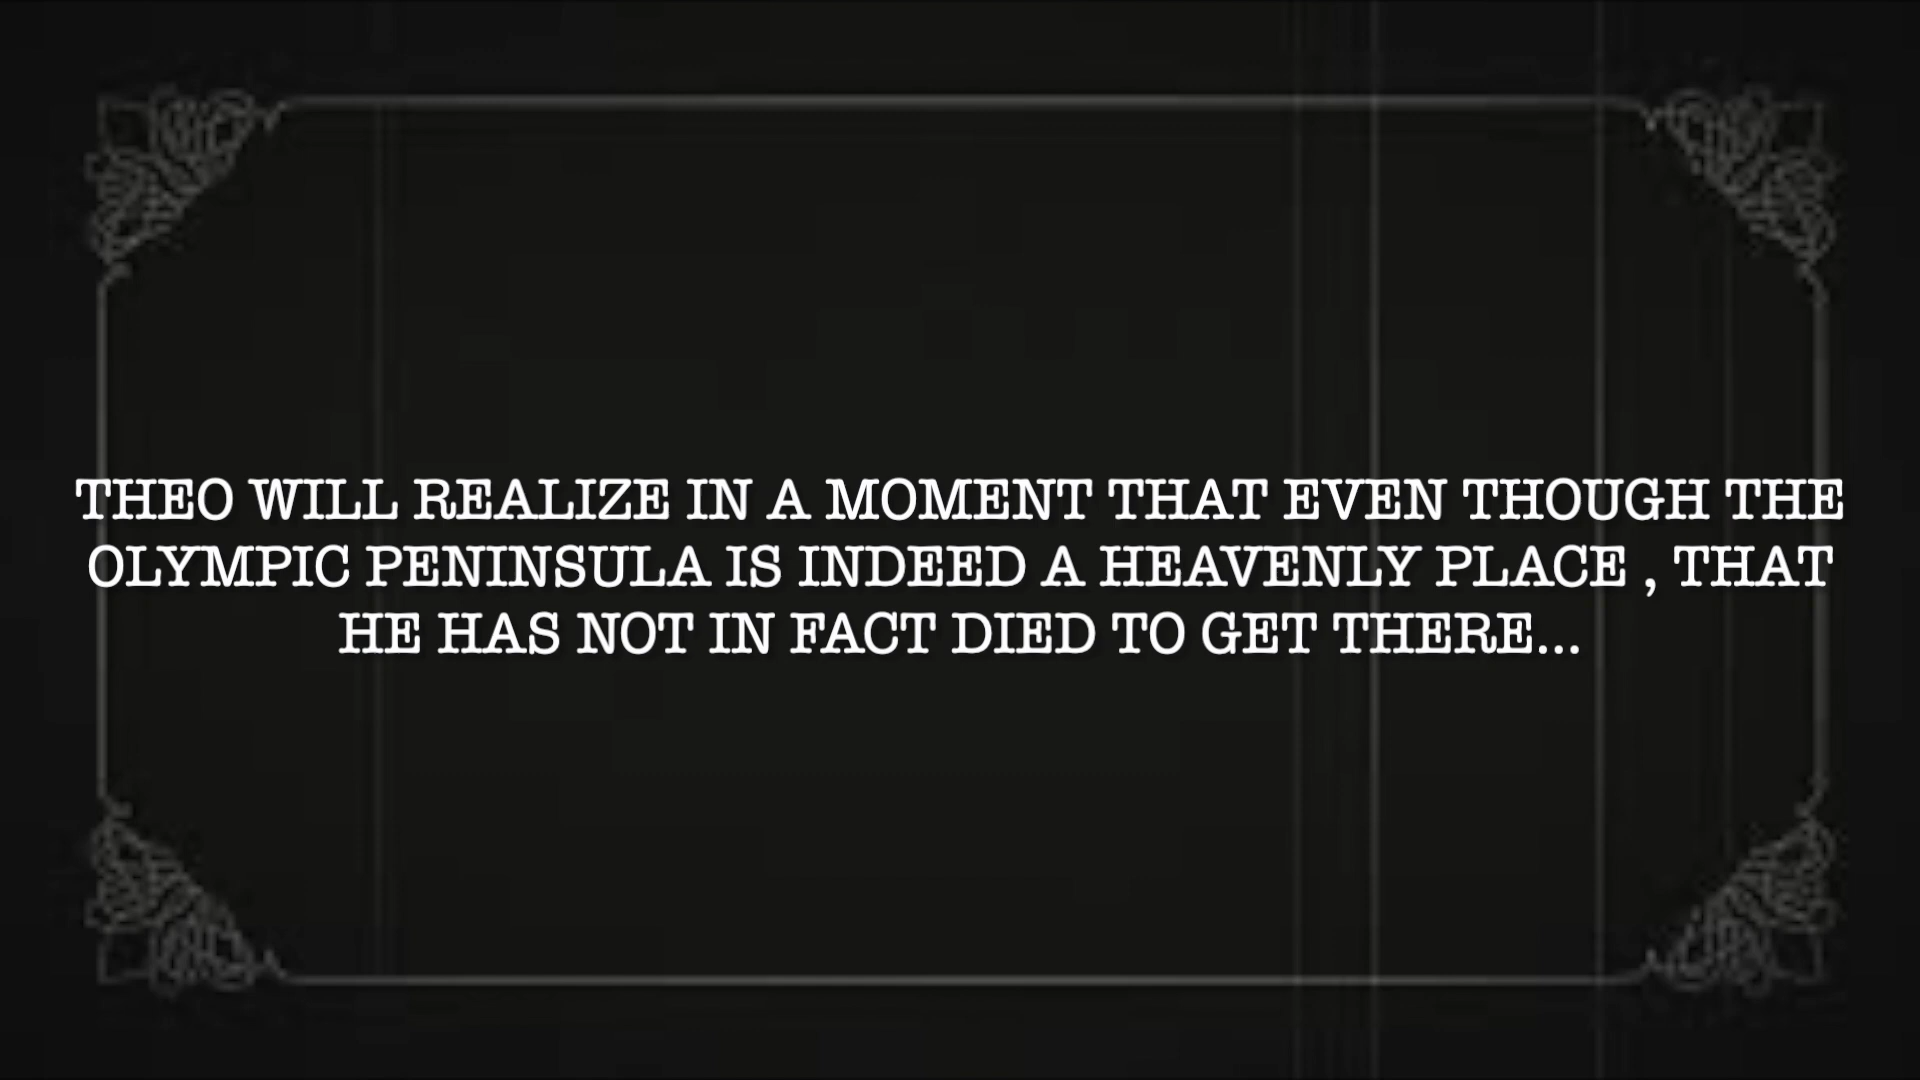 THEO WILL REALIZE IN A MOMENT THAT EVEN THOUGH THE
OLYMPIC PENINSULA IS INDEED A HEAVENLY PLACE , THAT
HE HAS NOT IN FACT DIED TO GET THERE...